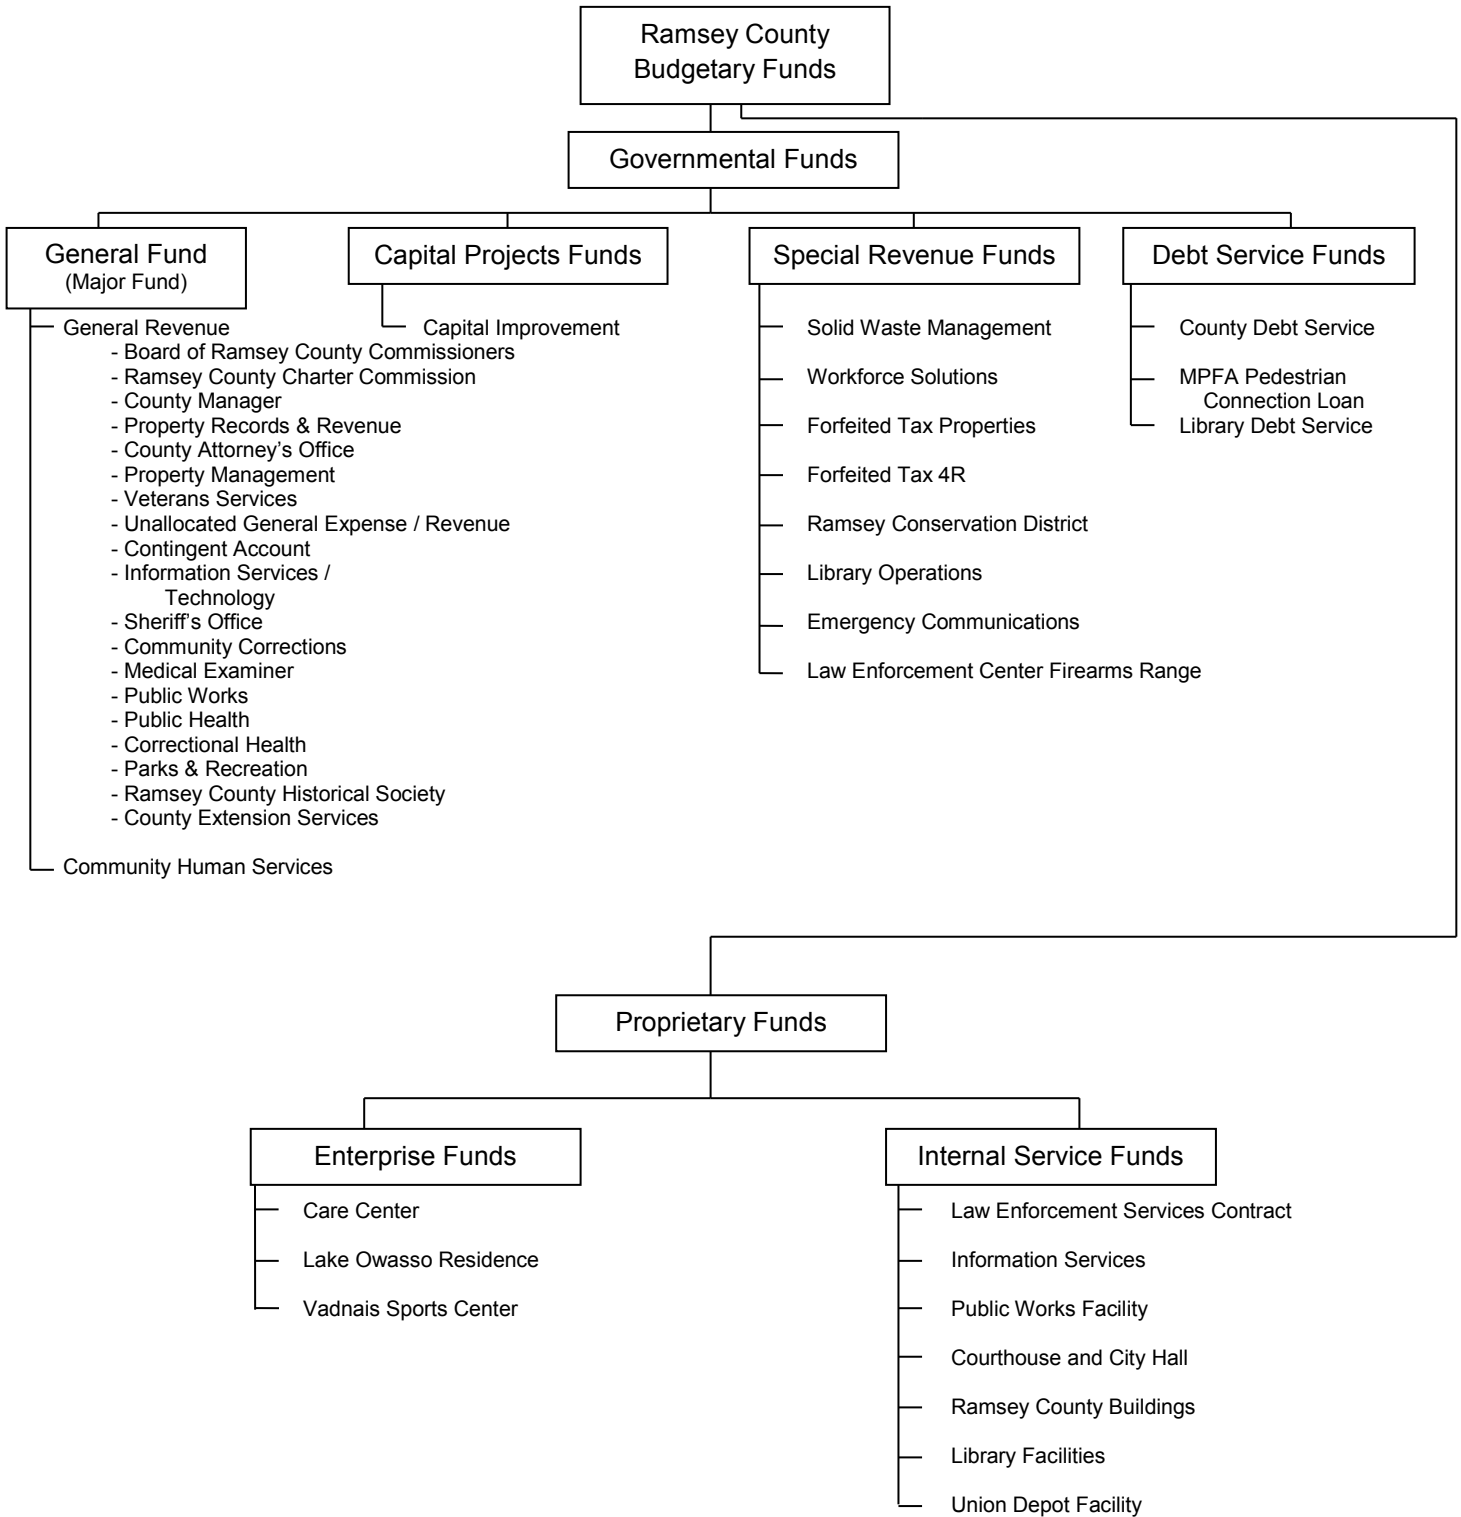 Ramsey County
Budgetary Funds
Governmental Funds
General Fund
(Major Fund)
General Revenue
- Board of Ramsey County Commissioners
- Ramsey County Charter Commission
- County Manager
- Property Records & Revenue
- County Attorney’s Office
- Property Management
- Veterans Services
- Unallocated General Expense / Revenue
- Contingent Account
- Information Services /
Technology
- Sheriff’s Office
- Community Corrections
- Medical Examiner
- Public Works
- Public Health
- Correctional Health
- Parks & Recreation
- Ramsey County Historical Society
- County Extension Services
Community Human Services
Capital Projects Funds
Capital Improvement
Special Revenue Funds
Solid Waste Management
Workforce Solutions
Forfeited Tax Properties
Forfeited Tax 4R
Ramsey Conservation District
Library Operations
Emergency Communications
Law Enforcement Center Firearms Range
Debt Service Funds
County Debt Service
MPFA Pedestrian
Connection Loan
Library Debt Service
Proprietary Funds
Enterprise Funds
Care Center
Lake Owasso Residence
Vadnais Sports Center
Internal Service Funds
Law Enforcement Services Contract
Information Services
Public Works Facility
Courthouse and City Hall
Ramsey County Buildings
Library Facilities
Union Depot Facility